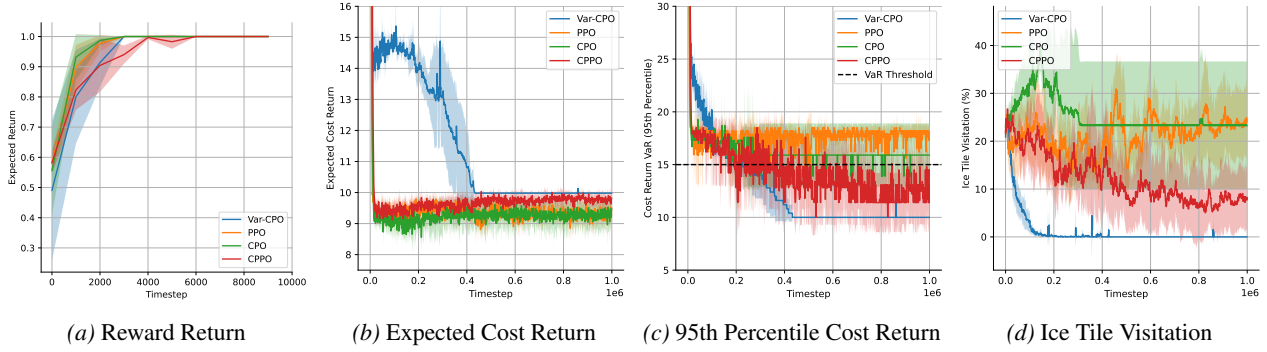 Expected Return
1.0
0.9
0.8
0.7
0.6
0.5
0.4
0.3
0
2000
4000
6000
8000
10000
Timestep
Var-CPO
PPO
CPO
CPPO
(a) Reward Return
Expected Cost Return
16
15
14
13
12
11
10
9
8
0.0
0.2
0.4
0.6
0.8
1.0
1e6
Timestep
Var-CPO
PPO
CPO
CPPO
(b) Expected Cost Return
Cost Return VaR (95th Percentile)
30
25
20
15
10
5
0.0
0.2
0.4
0.6
0.8
1.0
1e6
Timestep
Var-CPO
PPO
CPO
CPPO
VaR Threshold
(c) 95th Percentile Cost Return
Ice Tile Visitation (%)
40
30
20
10
0
0.0
0.2
0.4
0.6
0.8
1.0
1e6
Timestep
Var-CPO
PPO
CPO
CPPO
(d) Ice Tile Visitation